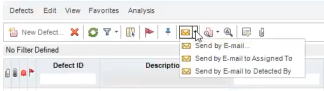 Defects Edit View Favorites Analysis
New Defect...
Send by E-mail...
No Filter Defined
Send by E-mail to Assigned To
Defect ID
Send by E-mail to Detected By